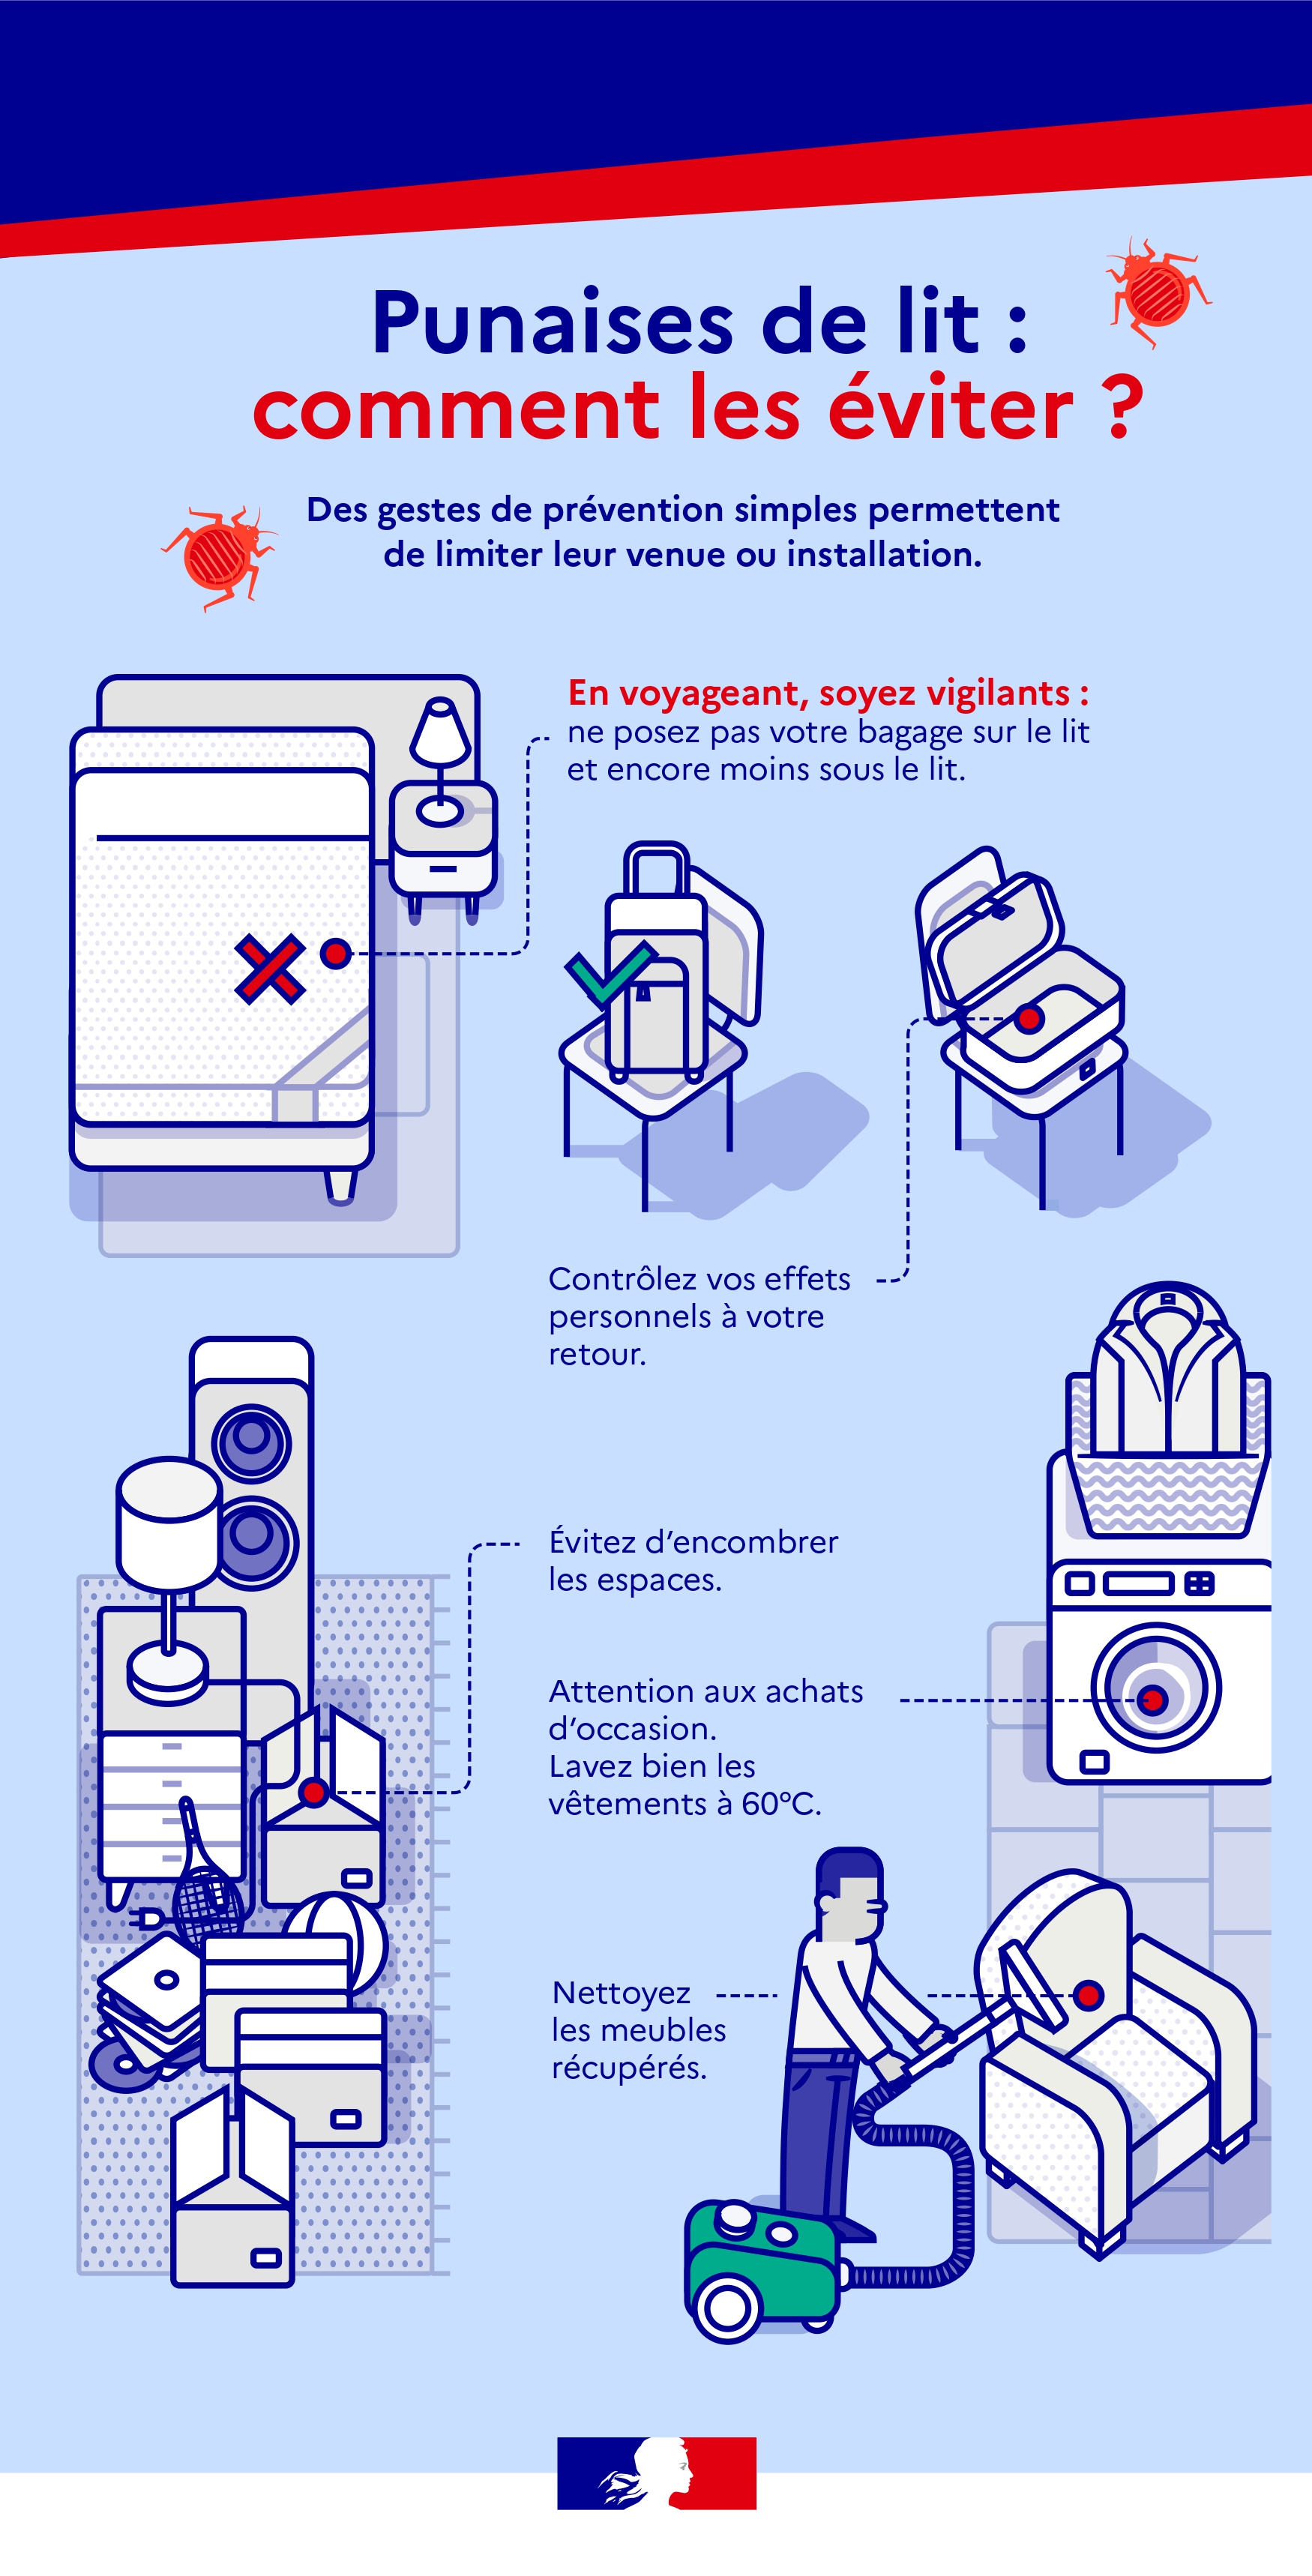 Punaises de lit :
comment les éviter ?
Des gestes de prévention simples permettent
de limiter leur venue ou installation.
En voyageant, soyez vigilants :
ne posez pas votre bagage sur le lit
et encore moins sous le lit.
Contrôlez vos effets
personnels à votre
retour.
Évitez d’encombrer
les espaces.
Attention aux achats
d’occasion.
Lavez bien les
vêtements à 60°C.
Nettoyez
les meubles
récupérés.